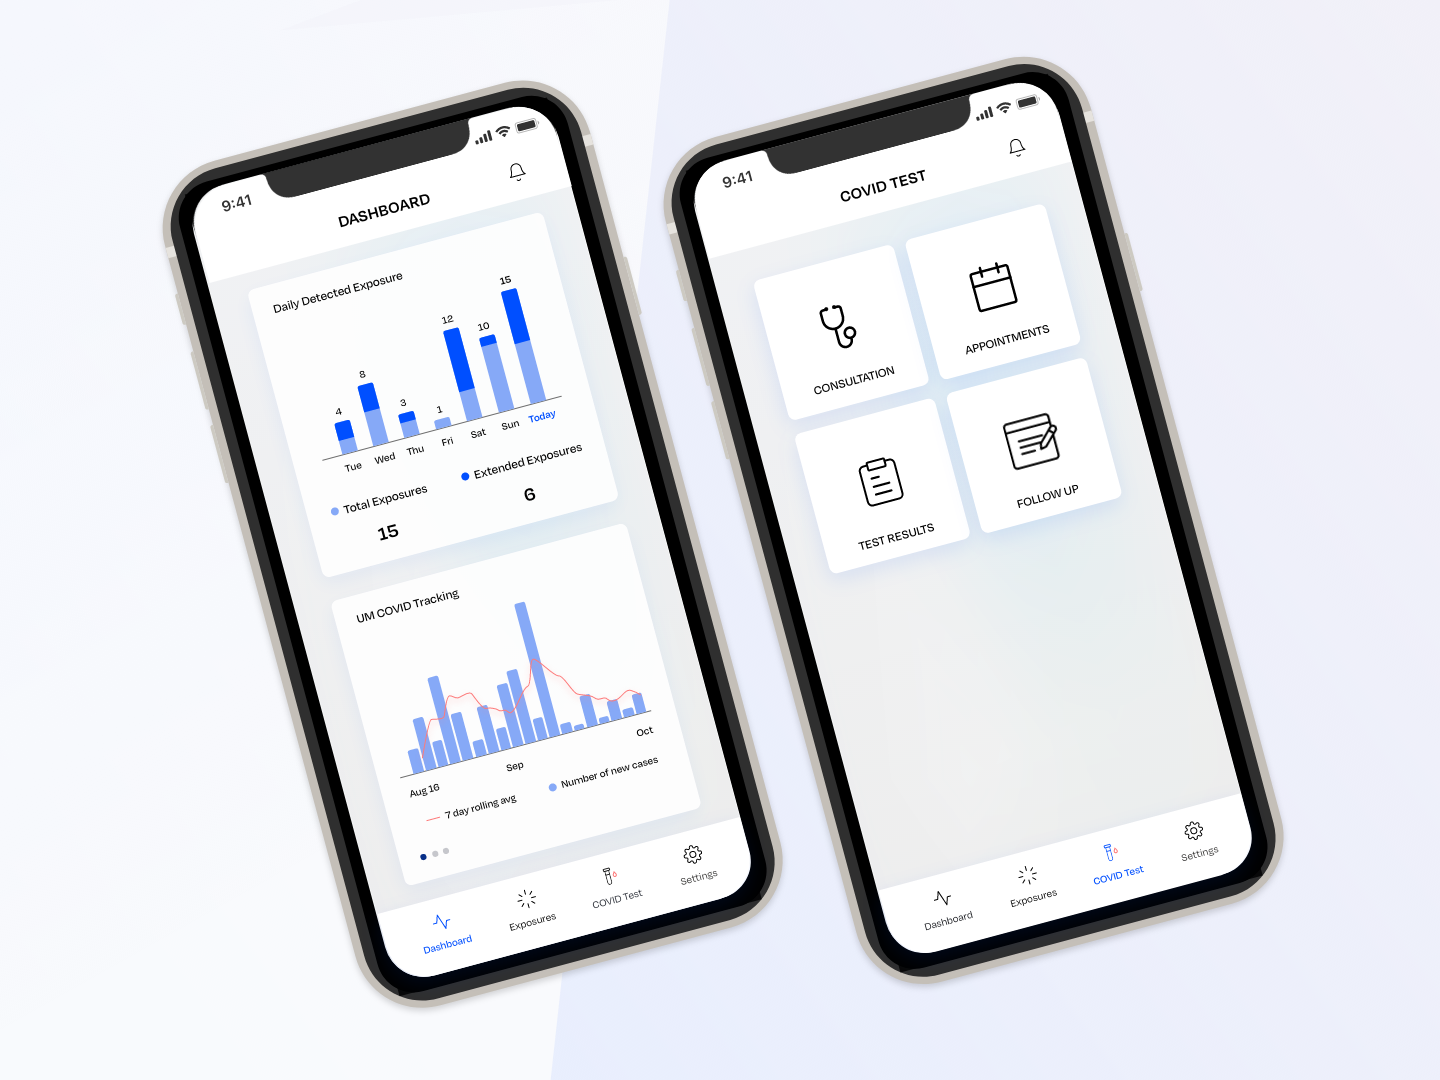 9:41
DASHBOARD
Daily Detected Exposure
4
8
3
1
12
10
15
Tue
Wed
Thu
Fri
Sat
Sun
Today
Total Exposures
15
Extended Exposures
6
UM COVID Tracking
Aug 16
Sep
Oct
7 day rolling avg
Number of new cases
Dashboard
Exposures
COVID Test
Settings
9:41
COVID TEST
CONSULTATION
APPOINTMENTS
TEST RESULTS
FOLLOW UP
Dashboard
Exposures
COVID Test
Settings